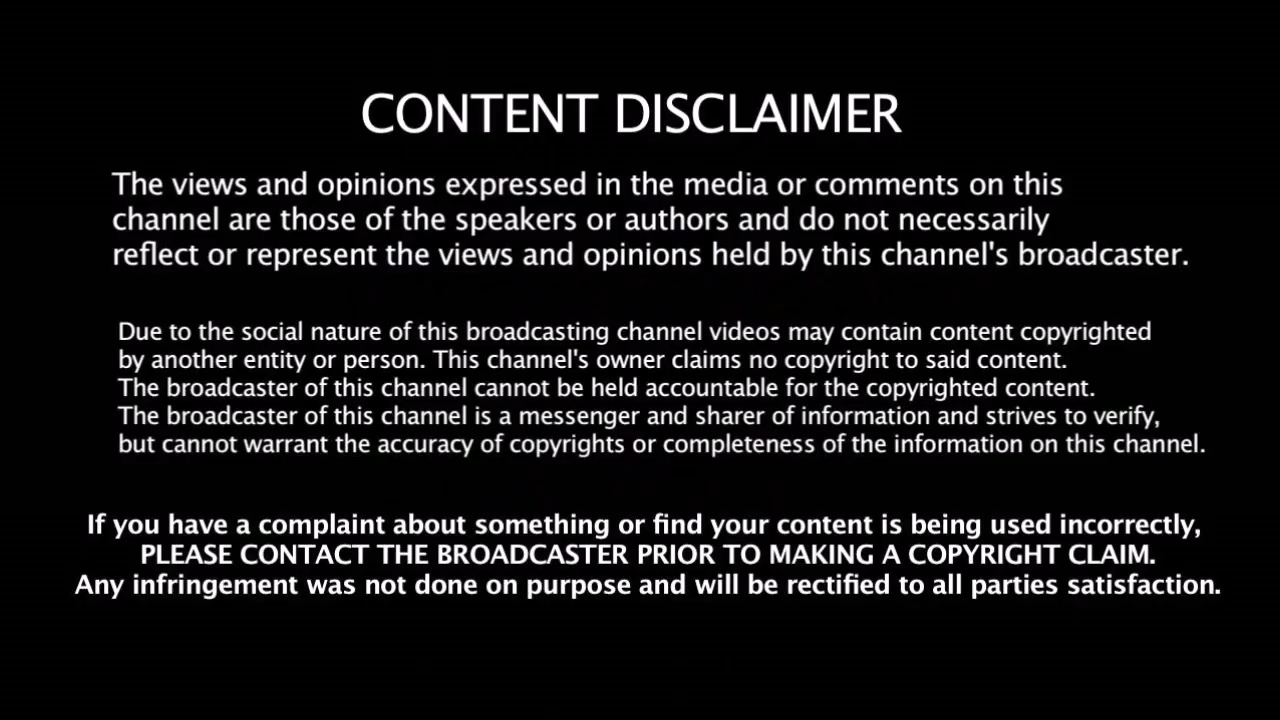 CONTENT DISCLAIMER
The views and opinions expressed in the media or comments on this
channel are those of the speakers or authors and do not necessarily
reflect or represent the views and opinions held by this channel's broadcaster.
Due to the social nature of this broadcasting channel videos may contain content copyrighted
by another entity or person. This channel's owner claims no copyright to said content.
The broadcaster of this channel cannot be held accountable for the copyrighted content.
The broadcaster of this channel is a messenger and sharer of information and strives to verify,
but cannot warrant the accuracy of copyrights or completeness of the information on this channel.
If you have a complaint about something or find your content is being used incorrectly,
PLEASE CONTACT THE BROADCASTER PRIOR TO MAKING A COPYRIGHT CLAIM.
Any infringement was not done on purpose and will be rectified to all parties satisfaction.